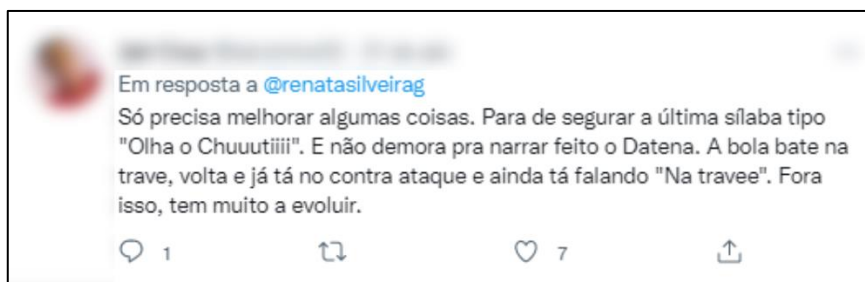 Em resposta a @renatasilveirag
Só precisa melhorar algumas coisas. Para de segurar a última sílaba tipo
"Olha o Chuuutiiii". E não demora pra narrar feito o Datena. A bola bate na
trave, volta e já tá no contra ataque e ainda tá falando "Na travee". Fora
isso, tem muito a evoluir.
1 7